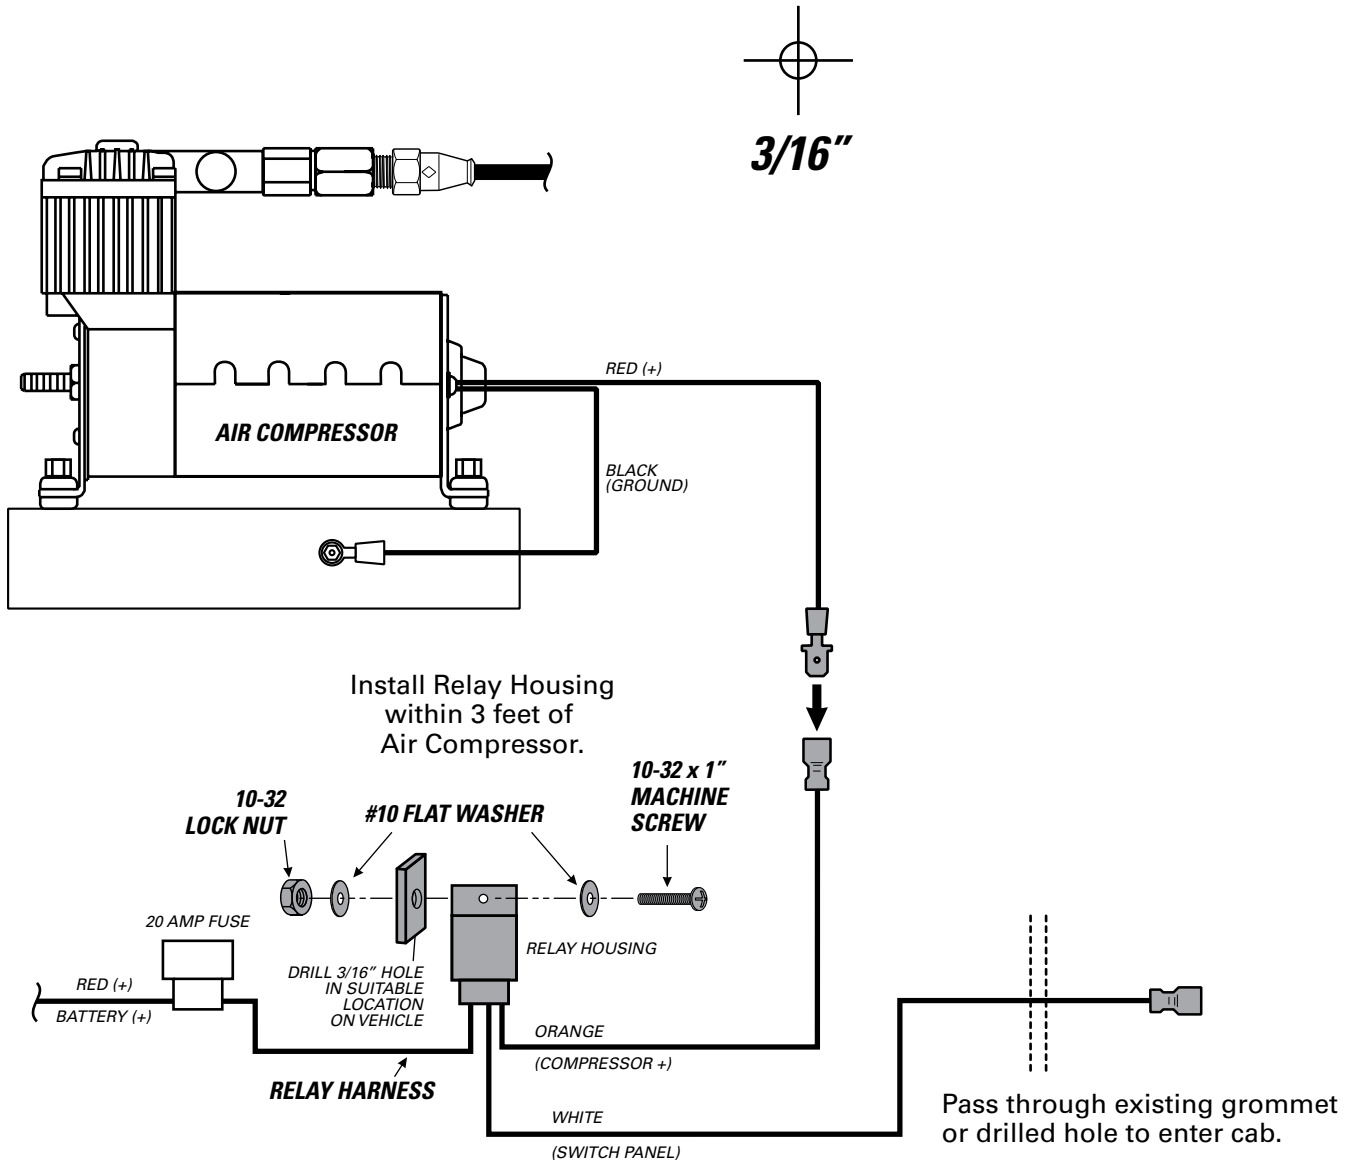 3/16”
RED (+)
AIR COMPRESSOR
BLACK
(GROUND)
Install Relay Housing
within 3 feet of
Air Compressor.
10-32 x 1”
MACHINE
SCREW
10-32
LOCK NUT
#10 FLAT WASHER
20 AMP FUSE
RELAY HOUSING
DRILL 3/16” HOLE
IN SUITABLE
LOCATION
ON VEHICLE
RED (+)
BATTERY (+)
ORANGE
(COMPRESSOR +)
RELAY HARNESS
WHITE
(SWITCH PANEL)
Pass through existing grommet
or drilled hole to enter cab.